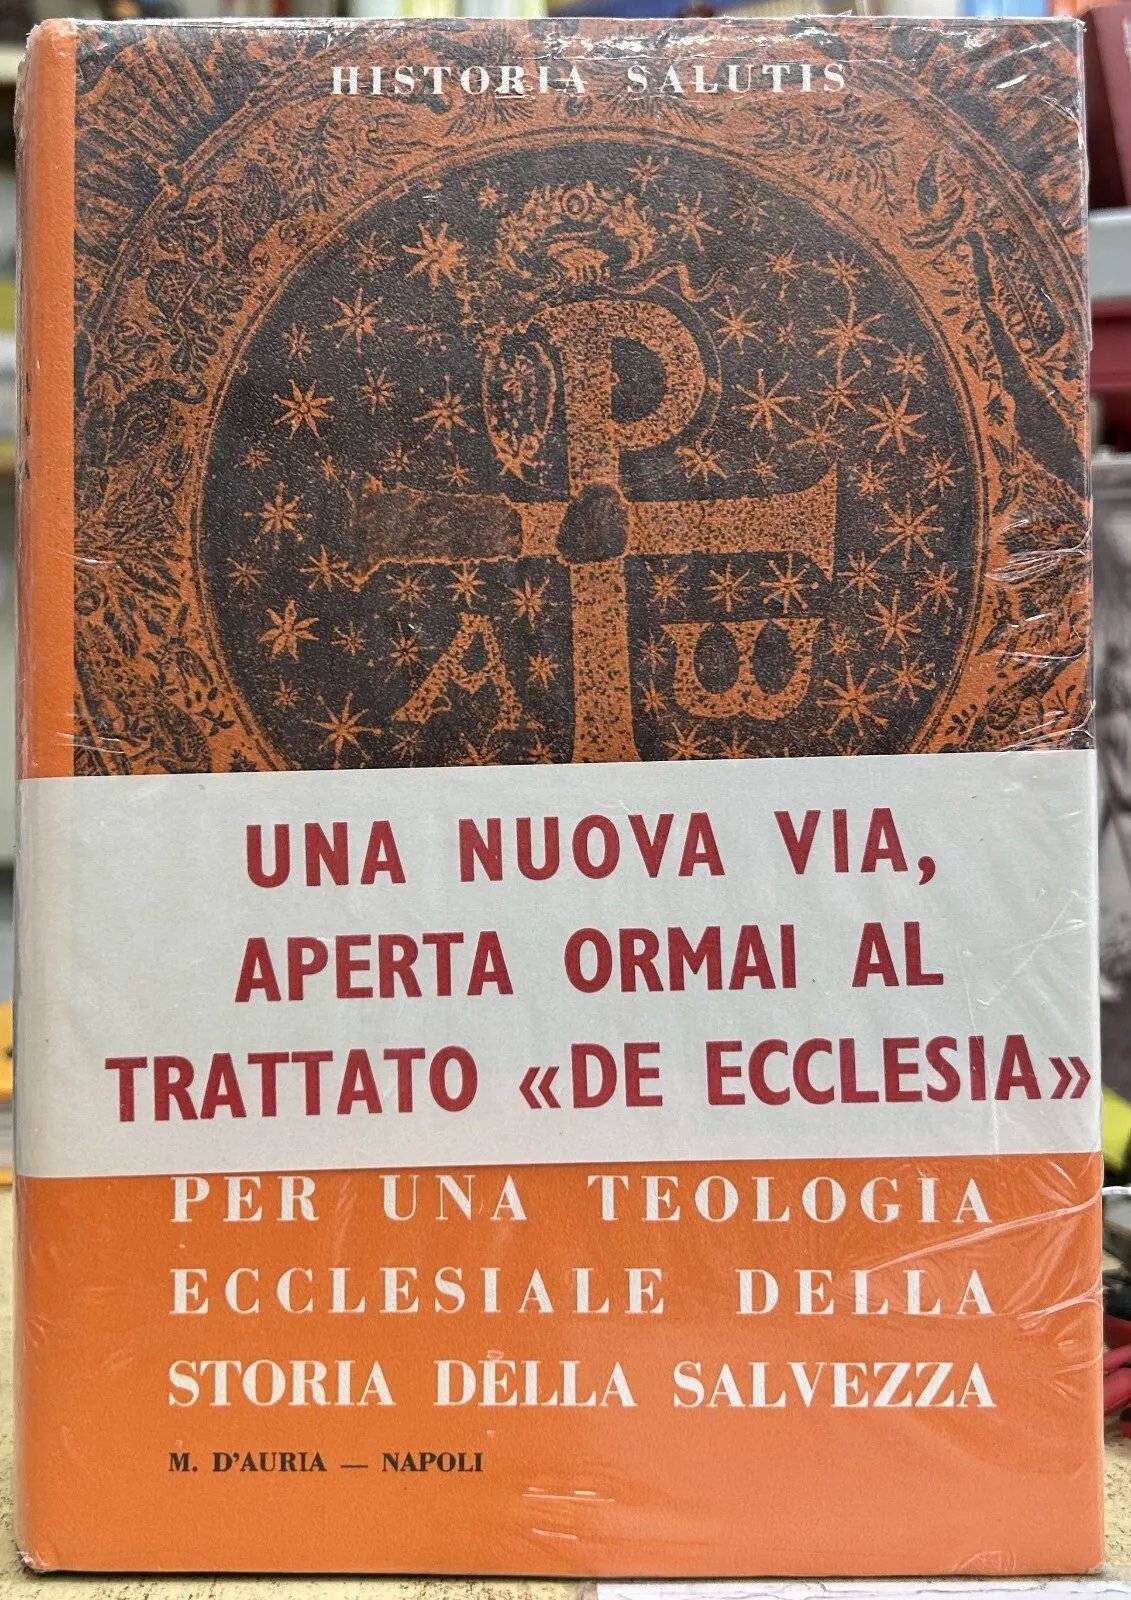 HISTORIA SALUTIS
P
A W
UNA NUOVA VIA,
APERTA ORMAI AL
TRATTATO «DE ECCLESIA»
PER UNA TEOLOGIA
ECCLESIALE DELLA
STORIA DELLA SALVEZZA
M. D'AURIA — NAPOLI